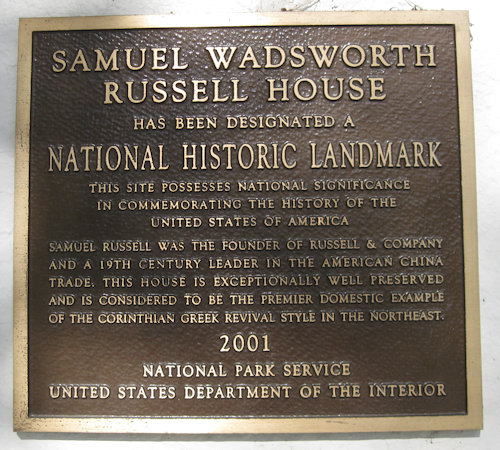 SAMUEL WADSWORTH
RUSSELL HOUSE
HAS BEEN DESIGNATED A
NATIONAL HISTORIC LANDMARK
THIS SITE POSSESSES NATIONAL SIGNIFICANCE
IN COMMEMORATING THE HISTORY OF THE
UNITED STATES OF AMERICA
SAMUEL RUSSELL WAS THE FOUNDER OF RUSSELL & COMPANY
AND A 19TH CENTURY LEADER IN THE AMERICAN CHINA
TRADE. THIS HOUSE IS EXCEPTIONALLY WELL PRESERVED
AND IS CONSIDERED TO BE THE PREMIER DOMESTIC EXAMPLE
OF THE CORINTHIAN GREEK REVIVAL STYLE IN THE NORTHEAST.
2001
NATIONAL PARK SERVICE
UNITED STATES DEPARTMENT OF THE INTERIOR